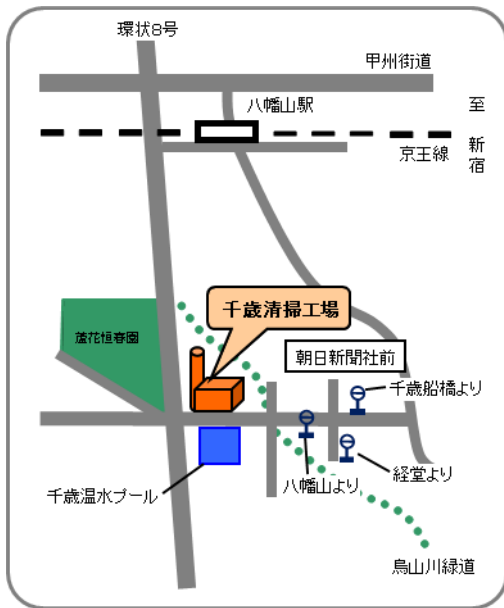 環状8号
甲州街道
八幡山駅
至
新
宿
京王線
千歳清掃工場
蘆花恒春園
朝日新聞社前
千歳船橋より
八幡山より
経堂より
千歳温水プール
烏山川緑道